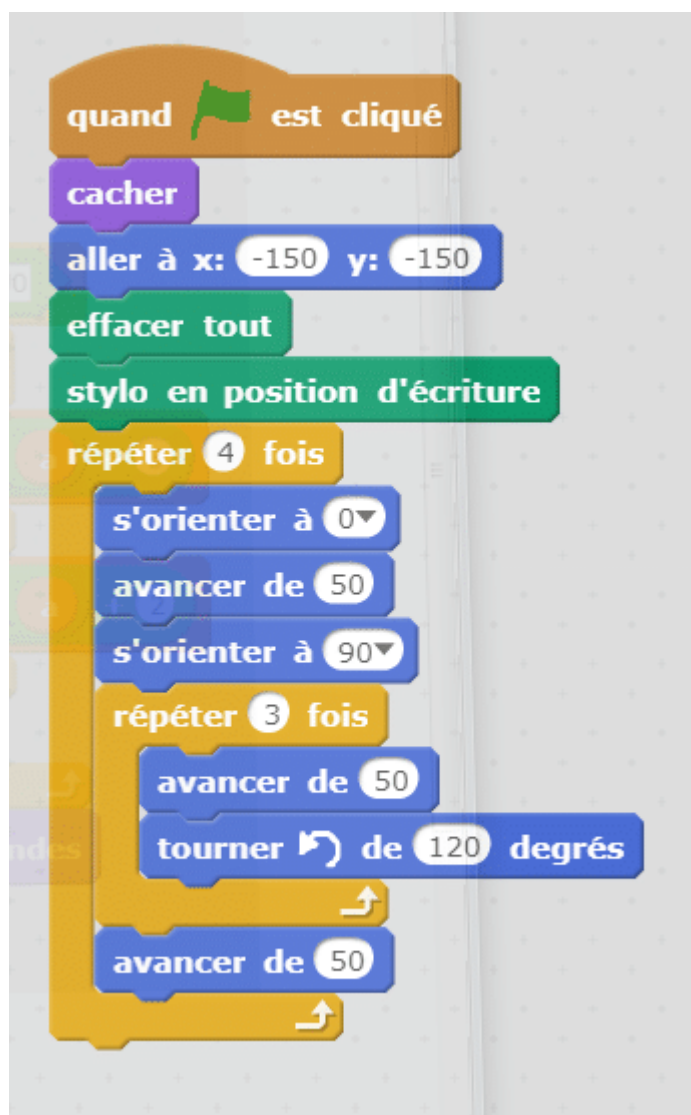 quand est cliqué
cacher
aller à x: -150 y: -150
effacer tout
stylo en position d'écriture
répéter 4 fois
s'orienter à 0
avancer de 50
s'orienter à 90
répéter 3 fois
avancer de 50
tourner de 120 degrés
avancer de 50